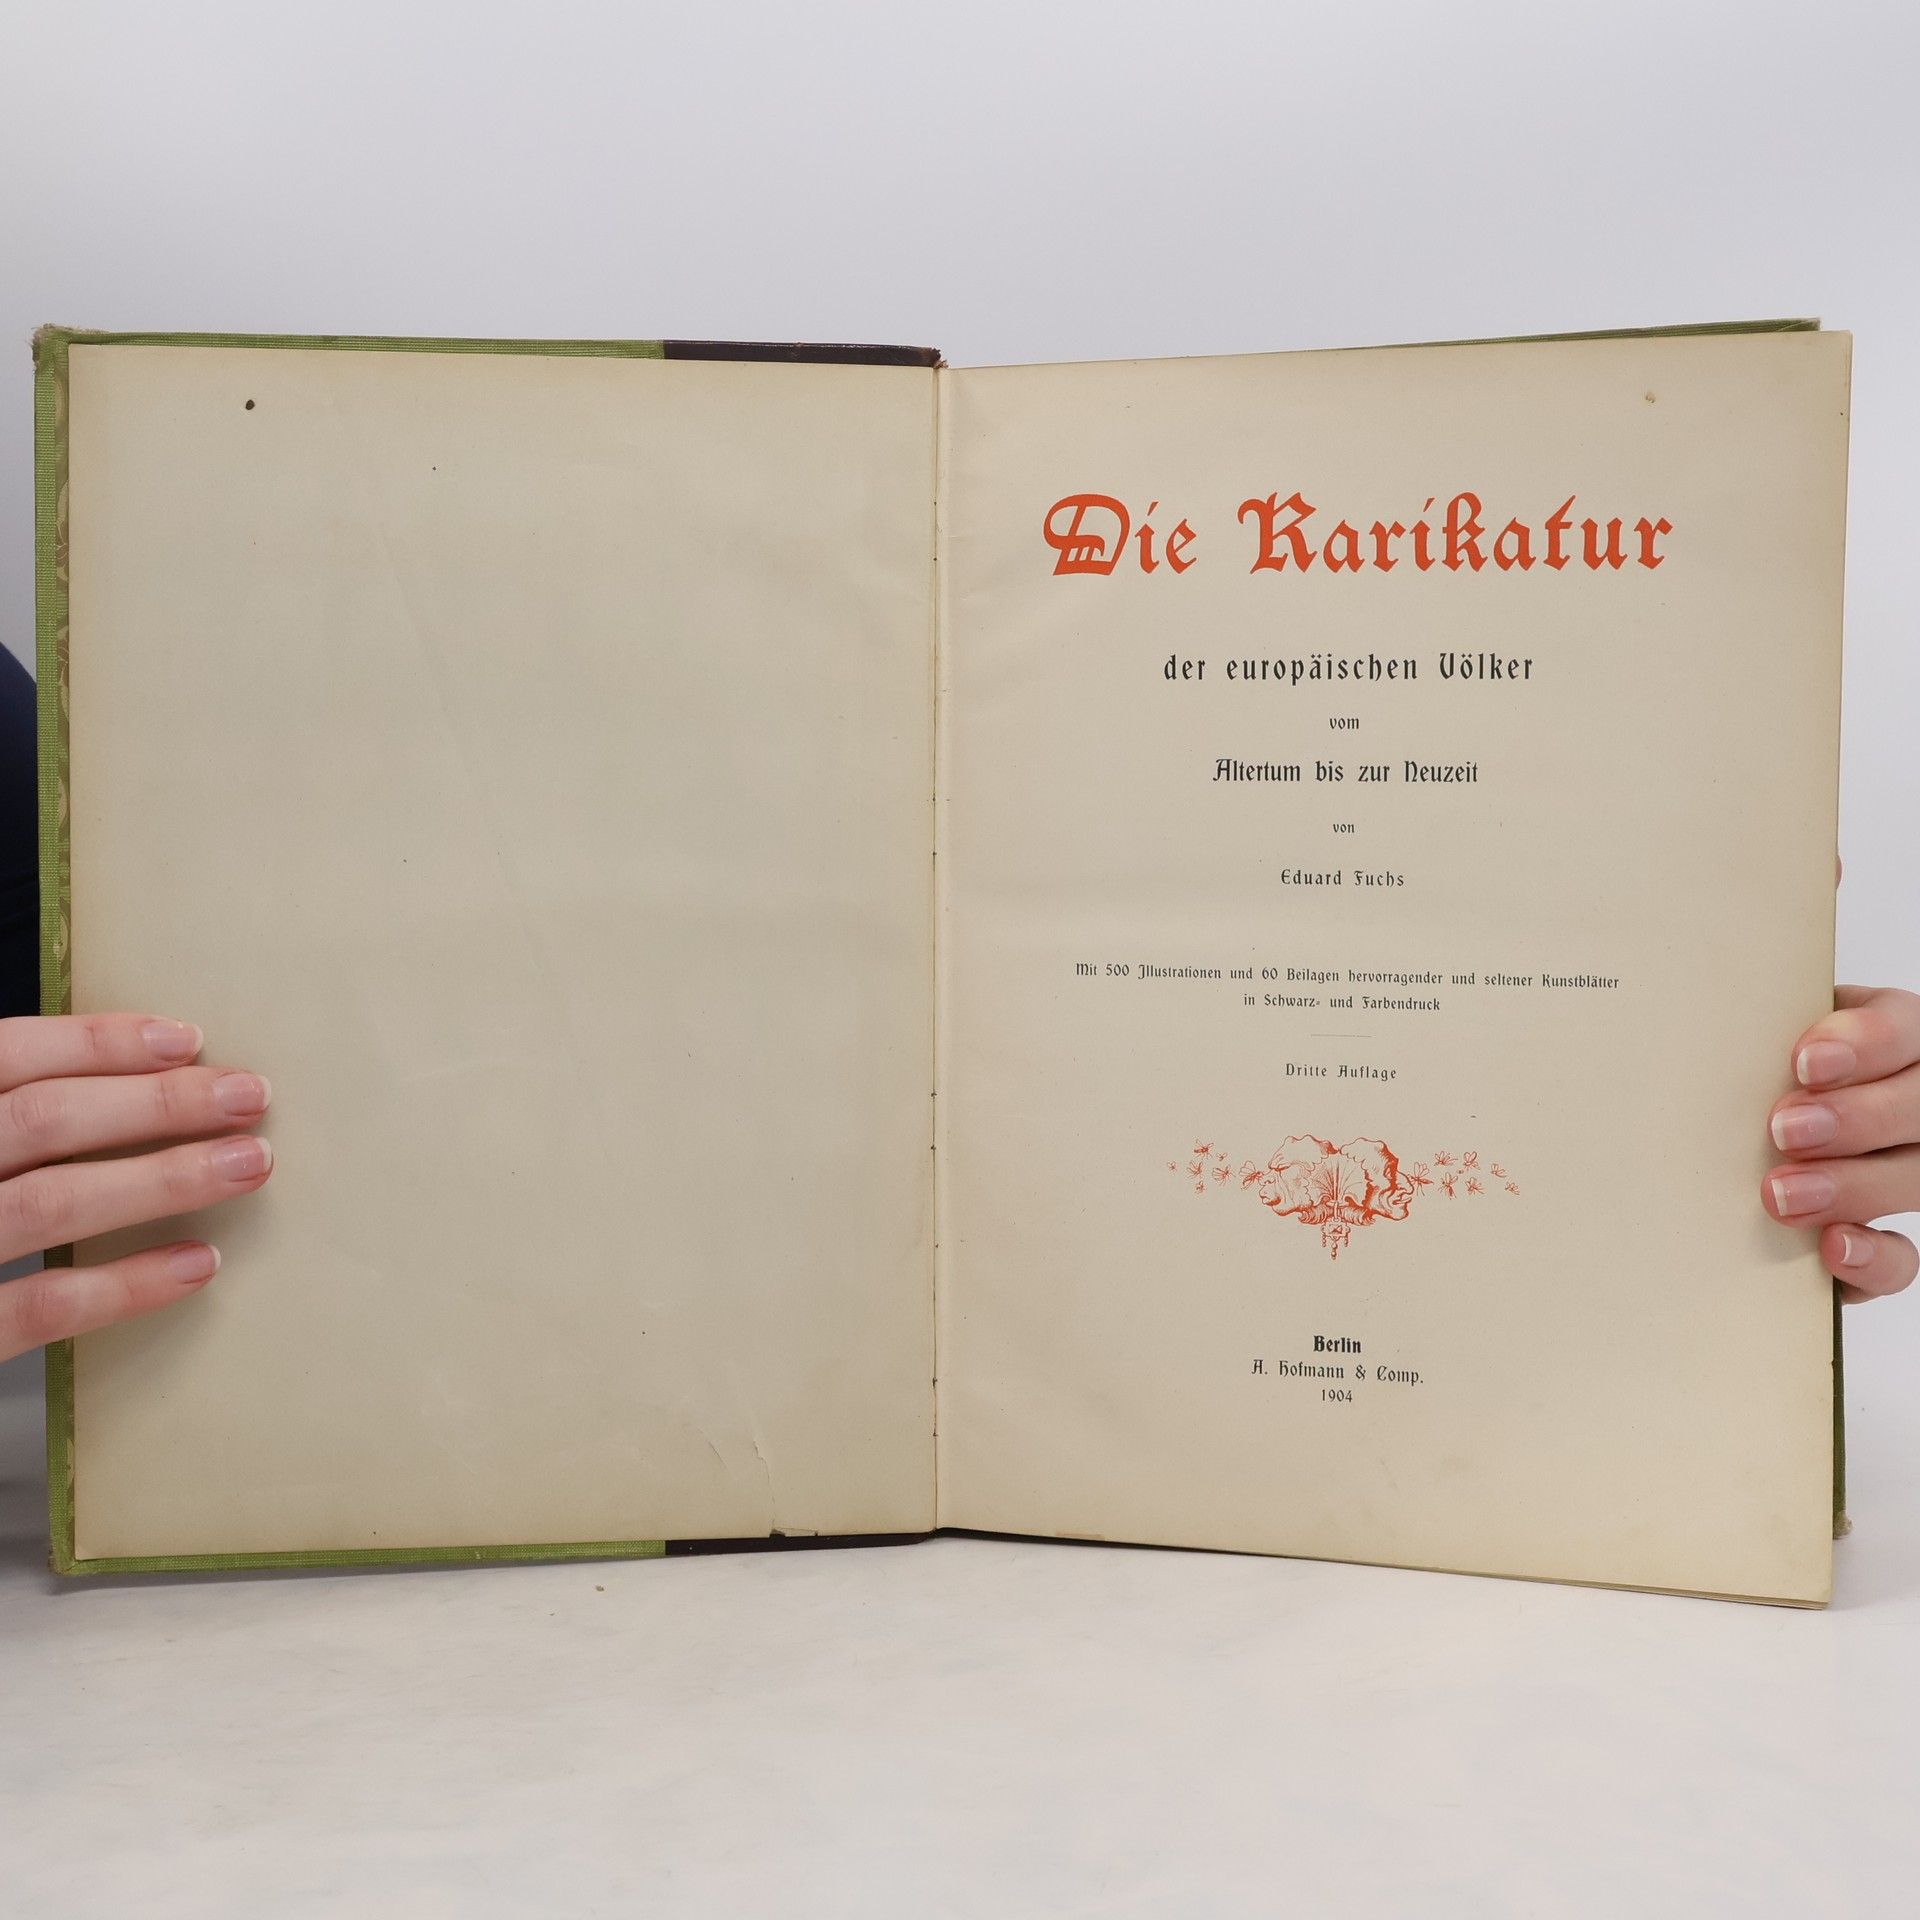 Die Karikatur
der europäischen Völker
vom
Altertum bis zur Neuzeit
von
Eduard Fuchs
Mit 500 Illustrationen und 60 Beilagen hervorragender und seltener Kunstblätter
in Schwarz- und Farbendruck
Dritte Auflage
Berlin
A. Hofmann & Comp.
1904